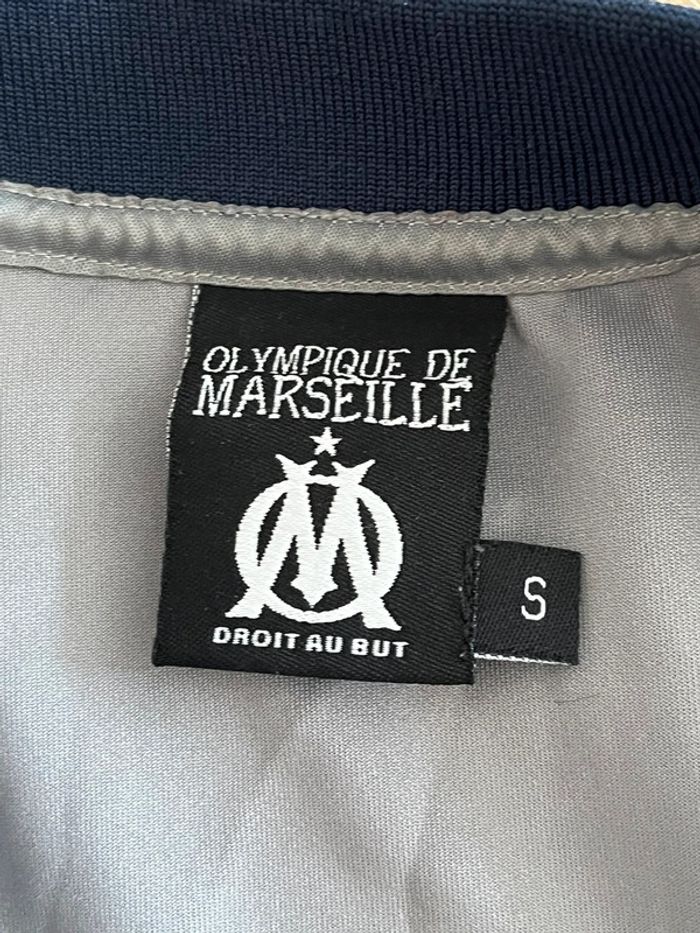 OLYMPIQUE DE
MARSEILLE
DROIT AU BUT
S